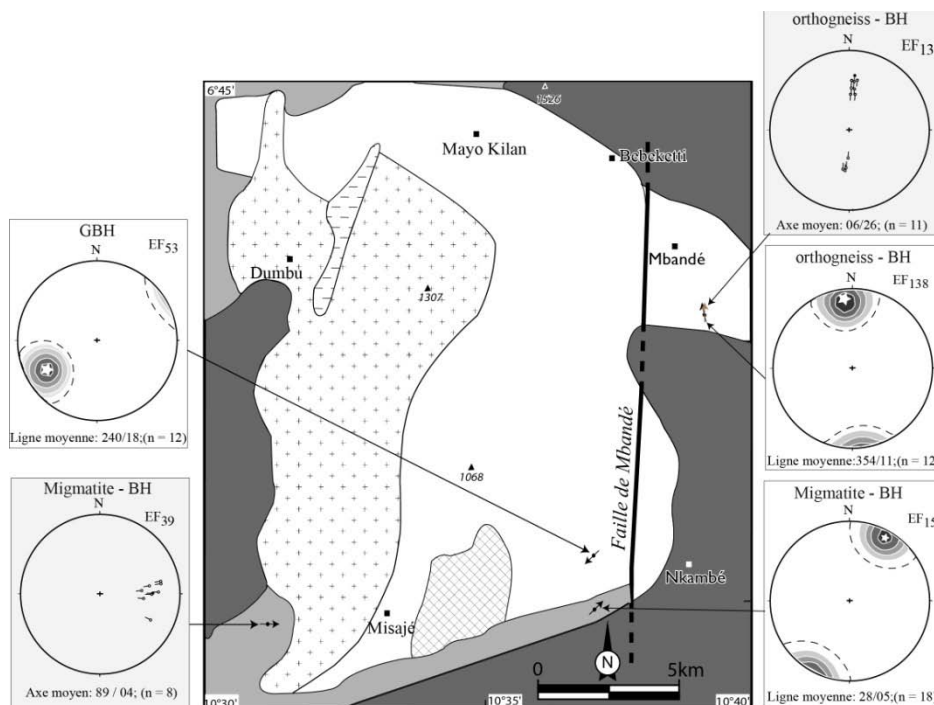 orthogneiss - BH
N
EF13
Axe moyen: 06/26; (n = 11)
6°45'
1526
Mayo Kilan
Bebeketti
GBH
N
EF53
Ligne moyenne: 240/18;(n = 12)
Dumbu
1307
Mbandé
orthogneiss - BH
N
EF138
Ligne moyenne:354/11;(n = 12
Migmatite - BH
N
EF39
Axe moyen: 89 / 04; (n = 8)
1068
Faille de Mbandé
Nkambé
Misajé
N
0 5km
10°30' 10°35' 10°40'
Migmatite - BH
N
EF15
Ligne moyenne: 28/05;(n = 18)